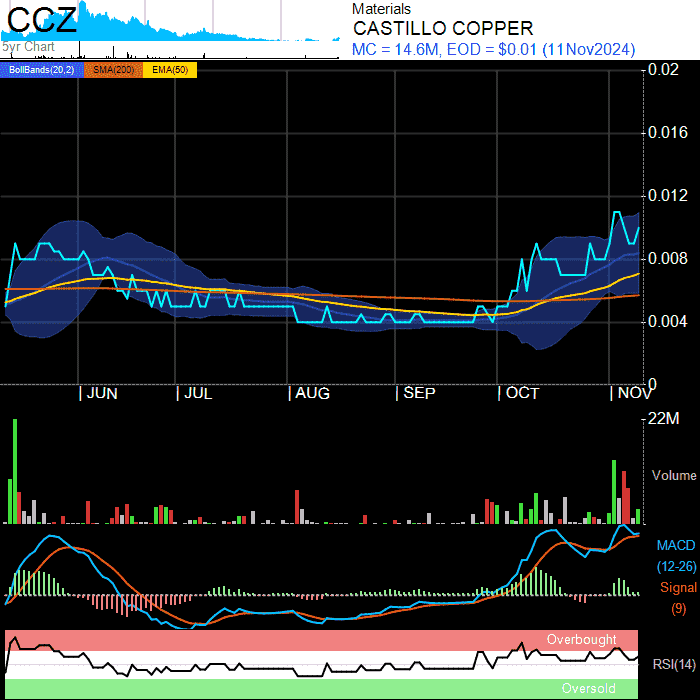 CCZ
5yr Chart
Materials
CASTILLO COPPER
MC = 14.6M, EOD = $0.01 (11Nov2024)
BollBands(20,2) SMA(200) EMA(50)
0.02
0.016
0.012
0.008
0.004
0
JUN JUL AUG SEP OCT NOV
22M
Volume
MACD
(12-26)
Signal
(9)
Overbought
RSI(14)
Oversold